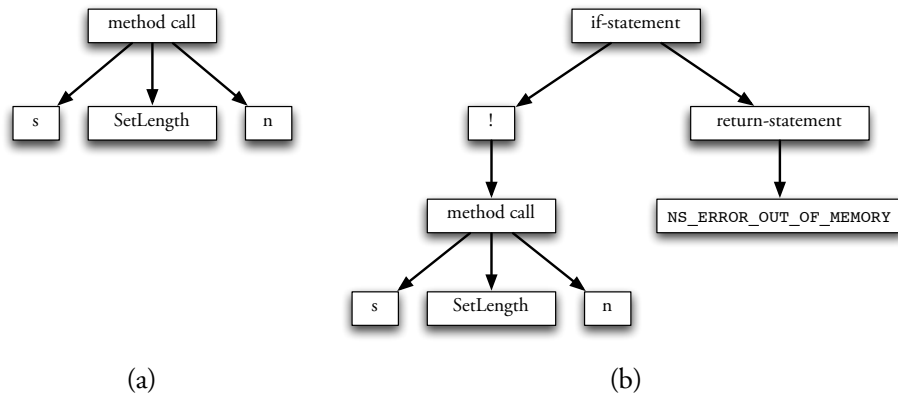 method call
s
SetLength
n
(a)
if-statement
!
return-statement
method call
NS_ERROR_OUT_OF_MEMORY
s
SetLength
n
(b)